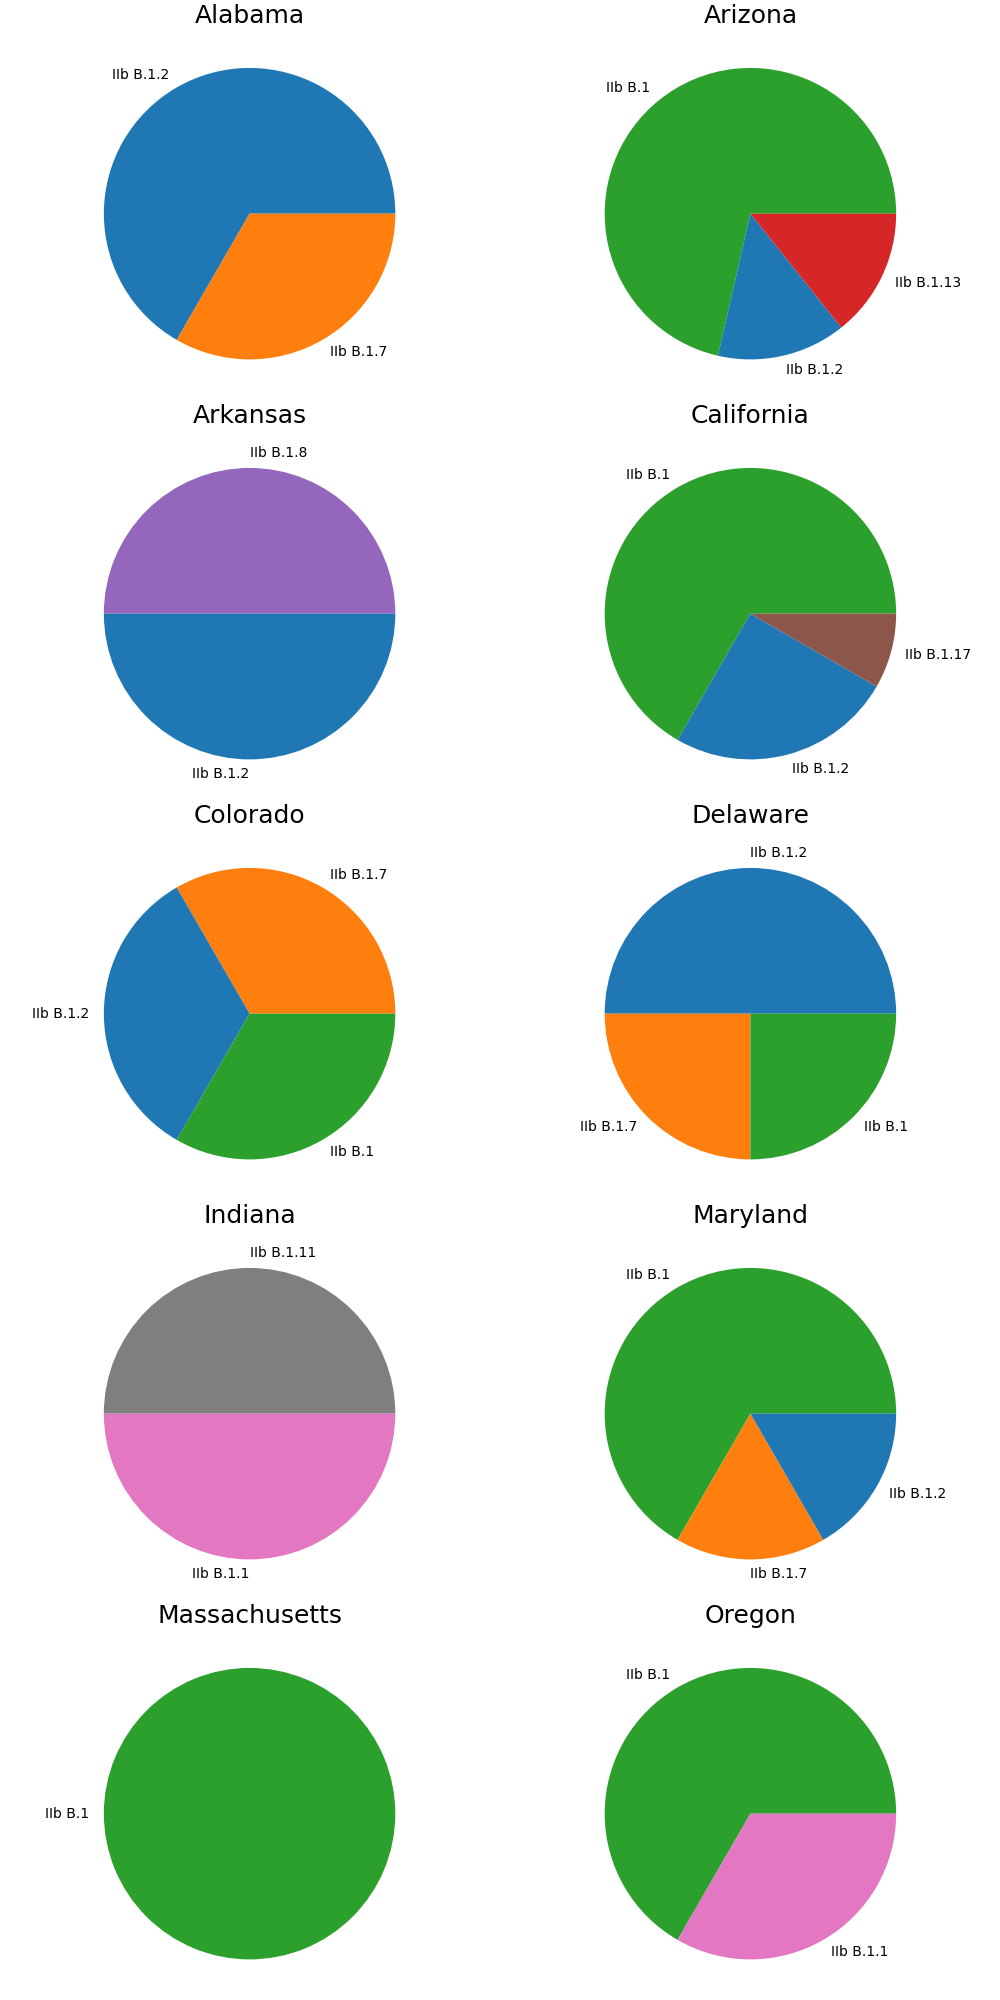 Alabama
IIb B.1.2
IIb B.1.7
Arizona
IIb B.1
IIb B.1.13
IIb B.1.2
Arkansas
IIb B.1.8
IIb B.1.2
California
IIb B.1
IIb B.1.17
IIb B.1.2
Colorado
IIb B.1.7
IIb B.1.2
IIb B.1
Delaware
IIb B.1.2
IIb B.1.7
IIb B.1
Indiana
IIb B.1.11
IIb B.1.1
Maryland
IIb B.1
IIb B.1.2
IIb B.1.7
Massachusetts
IIb B.1
Oregon
IIb B.1
IIb B.1.1